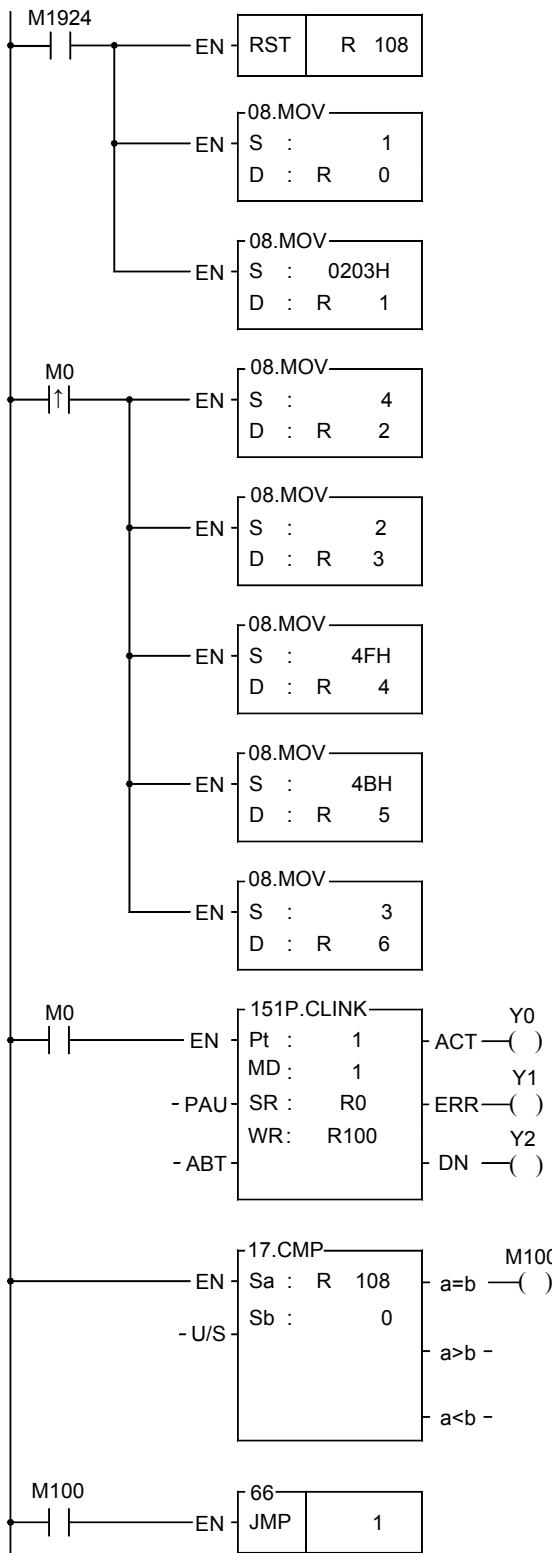 M1924
EN RST R 108
08.MOV
EN S : 1
D : R 0
08.MOV
EN S : 0203H
D : R 1
M0
↑
08.MOV
EN S : 4
D : R 2
08.MOV
EN S : 2
D : R 3
08.MOV
EN S : 4FH
D : R 4
08.MOV
EN S : 4BH
D : R 5
08.MOV
EN S : 3
D : R 6
M0
151P.CLINK
Y0
EN Pt : 1 ACT ( )
MD : 1
Y1
PAU SR : R0 ERR ( )
WR: R100
Y2
ABT DN ( )
17.CMP
M100
EN Sa : R 108 a=b ( )
Sb : 0
U/S
a>b
a<b
M100
66
EN JMP 1